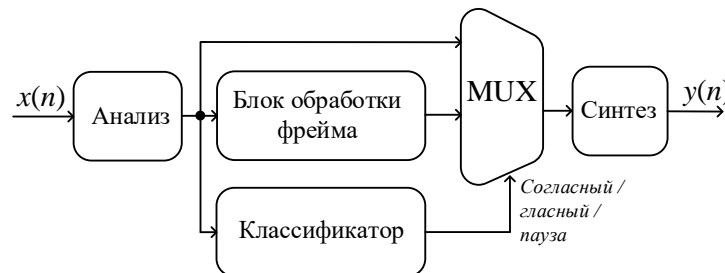 x(n)
Анализ
Блок обработки
фрейма
Классификатор
MUX
Согласный /
гласный /
пауза
Синтез
y(n)